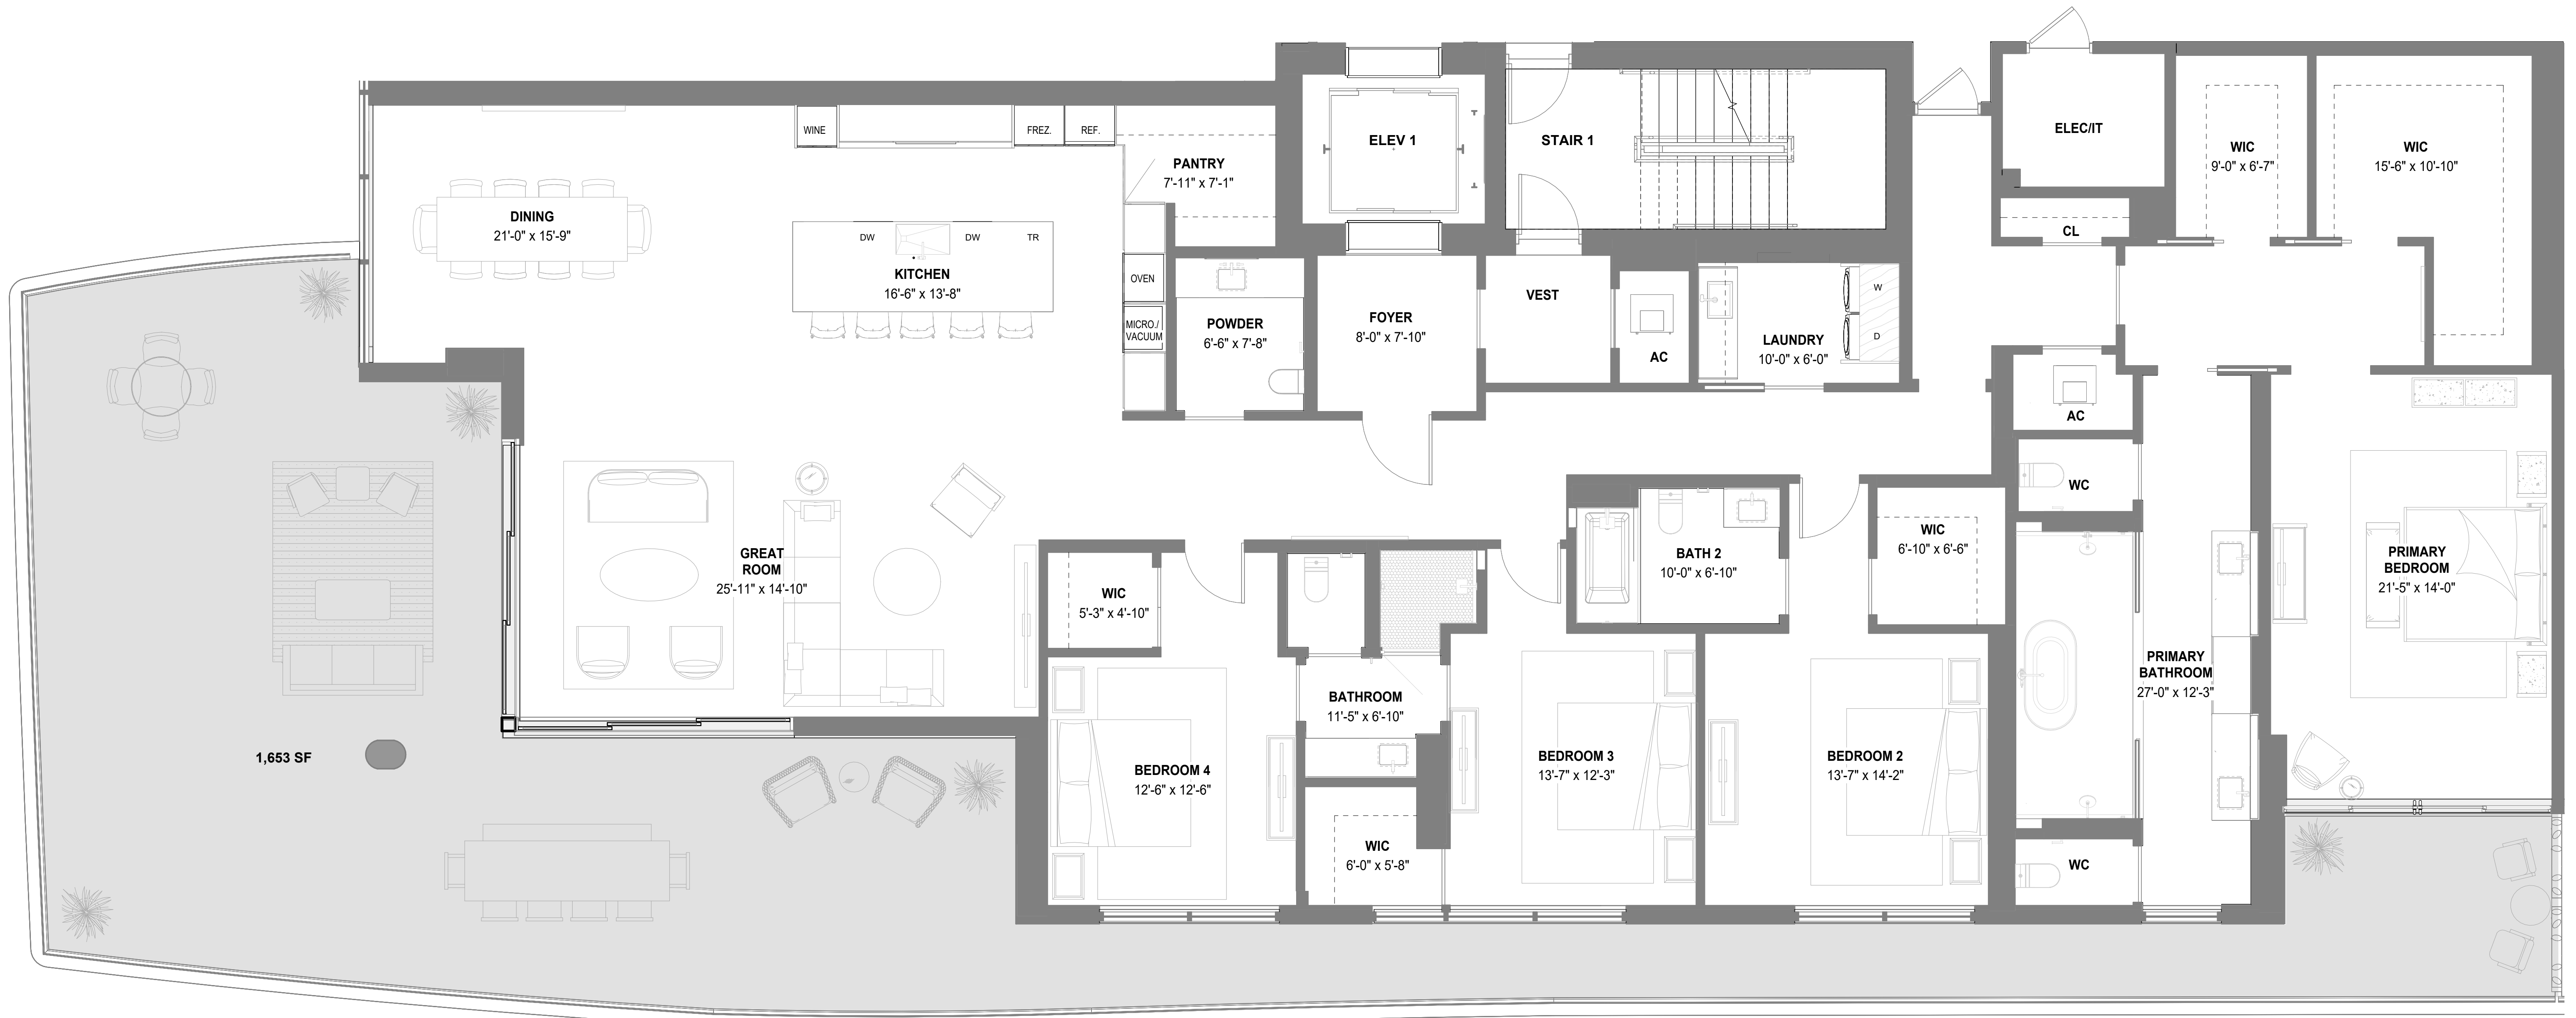 WINE
FREZ.
REF.
PANTRY
7'-11" x 7'-1"
ELEV 1
STAIR 1
ELEC/IT
WIC
9'-0" x 6'-7"
WIC
15'-6" x 10'-10"
DINING
21'-0" x 15'-9"
DW
DW
TR
KITCHEN
16'-6" x 13'-8"
OVEN
MICRO./
VACUUM
POWDER
6'-6" x 7'-8"
FOYER
8'-0" x 7'-10"
VEST
AC
LAUNDRY
10'-0" x 6'-0"
W
D
CL
AC
WC
GREAT
ROOM
25'-11" x 14'-10"
WIC
5'-3" x 4'-10"
BATH 2
10'-0" x 6'-10"
WIC
6'-10" x 6'-6"
PRIMARY
BEDROOM
21'-5" x 14'-0"
PRIMARY
BATHROOM
27'-0" x 12'-3"
BATHROOM
11'-5" x 6'-10"
1,653 SF
BEDROOM 4
12'-6" x 12'-6"
BEDROOM 3
13'-7" x 12'-3"
BEDROOM 2
13'-7" x 14'-2"
WIC
6'-0" x 5'-8"
WC